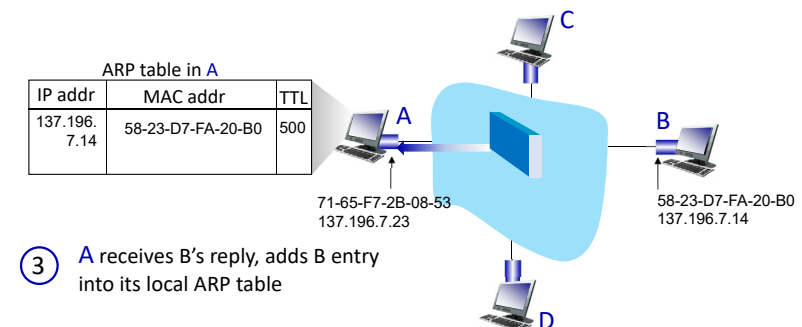 C
ARP table in A
IP addr MAC addr TTL
137.196.
7.14
58-23-D7-FA-20-B0 500
A
B
71-65-F7-2B-08-53
137.196.7.23
58-23-D7-FA-20-B0
137.196.7.14
3 A receives B's reply, adds B entry
into its local ARP table
D